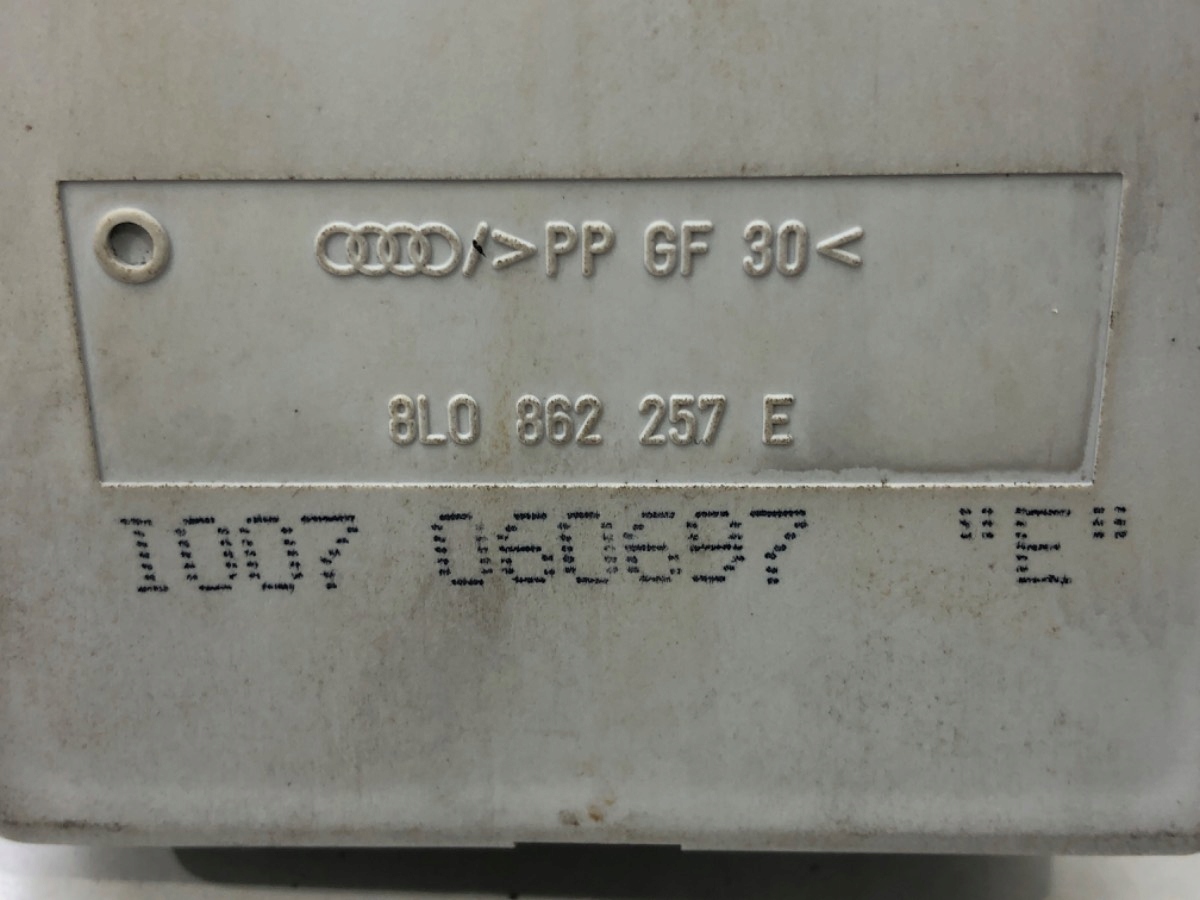 />PP GF 30<
8L0 862 257 E
1007 060697 "E"